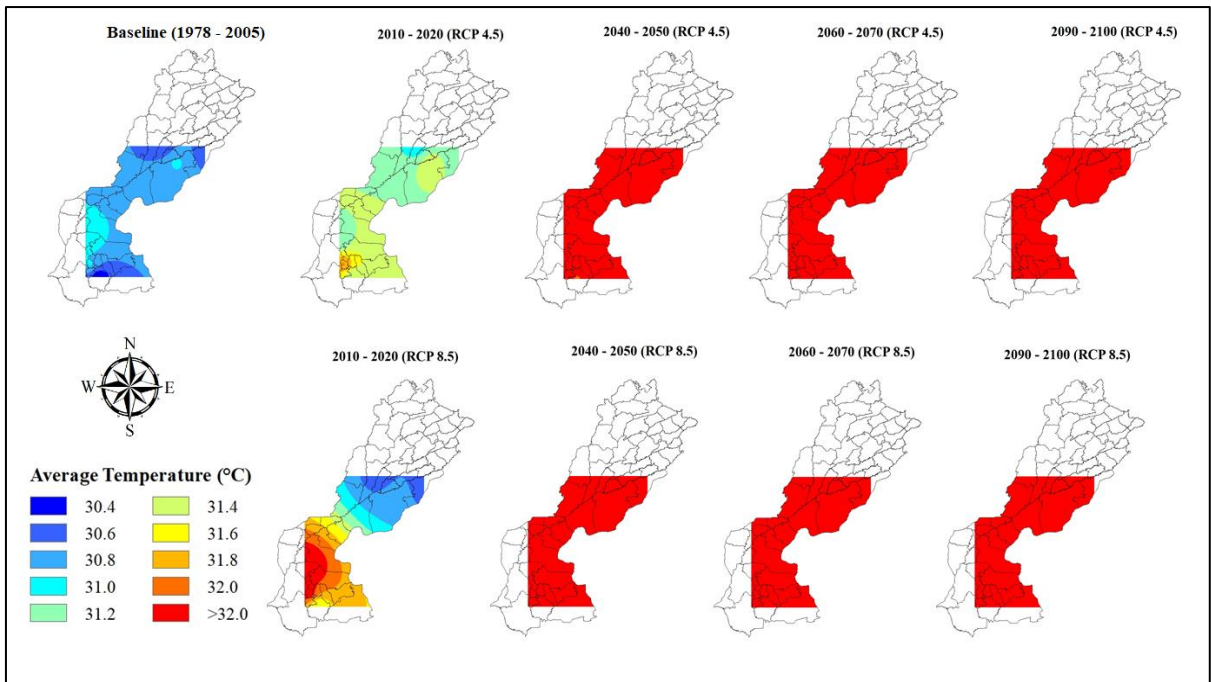 Baseline (1978 - 2005)
2010 - 2020 (RCP 4.5)
2040 - 2050 (RCP 4.5)
2060 - 2070 (RCP 4.5)
2090 - 2100 (RCP 4.5)
N
W
E
S
2010 - 2020 (RCP 8.5)
2040 - 2050 (RCP 8.5)
2060 - 2070 (RCP 8.5)
2090 - 2100 (RCP 8.5)
Average Temperature (°C)
30.4 31.4
30.6 31.6
30.8 31.8
31.0 32.0
31.2 >32.0